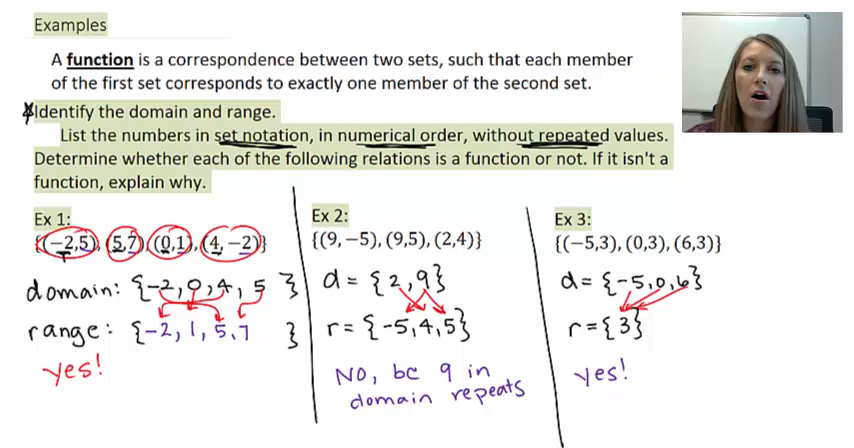 Examples
A function is a correspondence between two sets, such that each member
of the first set corresponds to exactly one member of the second set.
Identify the domain and range.
List the numbers in set notation, in numerical order, without repeated values.
Determine whether each of the following relations is a function or not. If it isn't a
function, explain why.
Ex 1:
{(−2,5), (5,7), (0,1), (4, −2)}
domain: {-2, 0, 4, 5 }
range: {-2, 1, 5, 7 }
yes!
Ex 2:
{(9, −5), (9,5), (2,4)}
d = {2, 9}
r = {-5, 4, 5}
NO, bc 9 in
domain repeats
Ex 3:
{(−5,3), (0,3), (6,3)}
d = {-5, 0, 6}
r = {3}
yes!